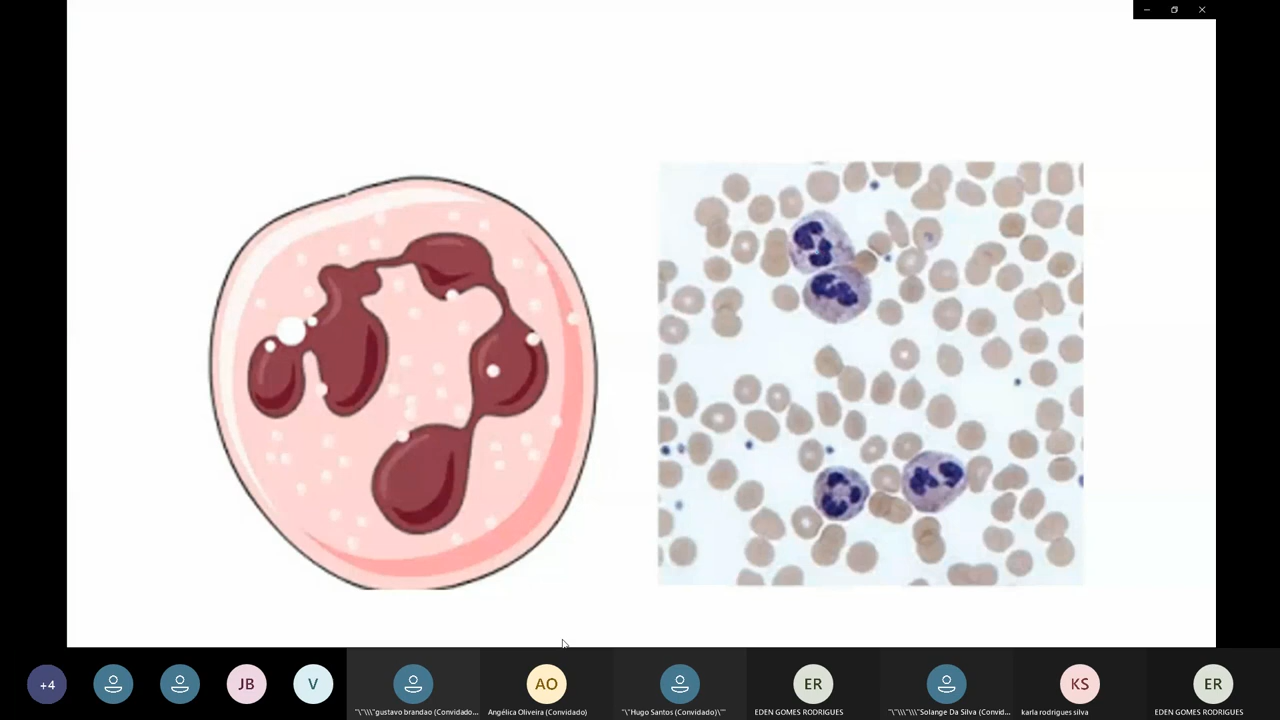 +4
JB
V
AO
ER
KS
ER
"\"\\\"gustavo brandao (Convidado...
Angélica Oliveira (Convidado)
"\"Hugo Santos (Convidado)\""
EDEN GOMES RODRIGUES
"\"\\\"\\\"Solange Da Silva (Convid...
karla rodrigues silva
EDEN GOMES RODRIGUES